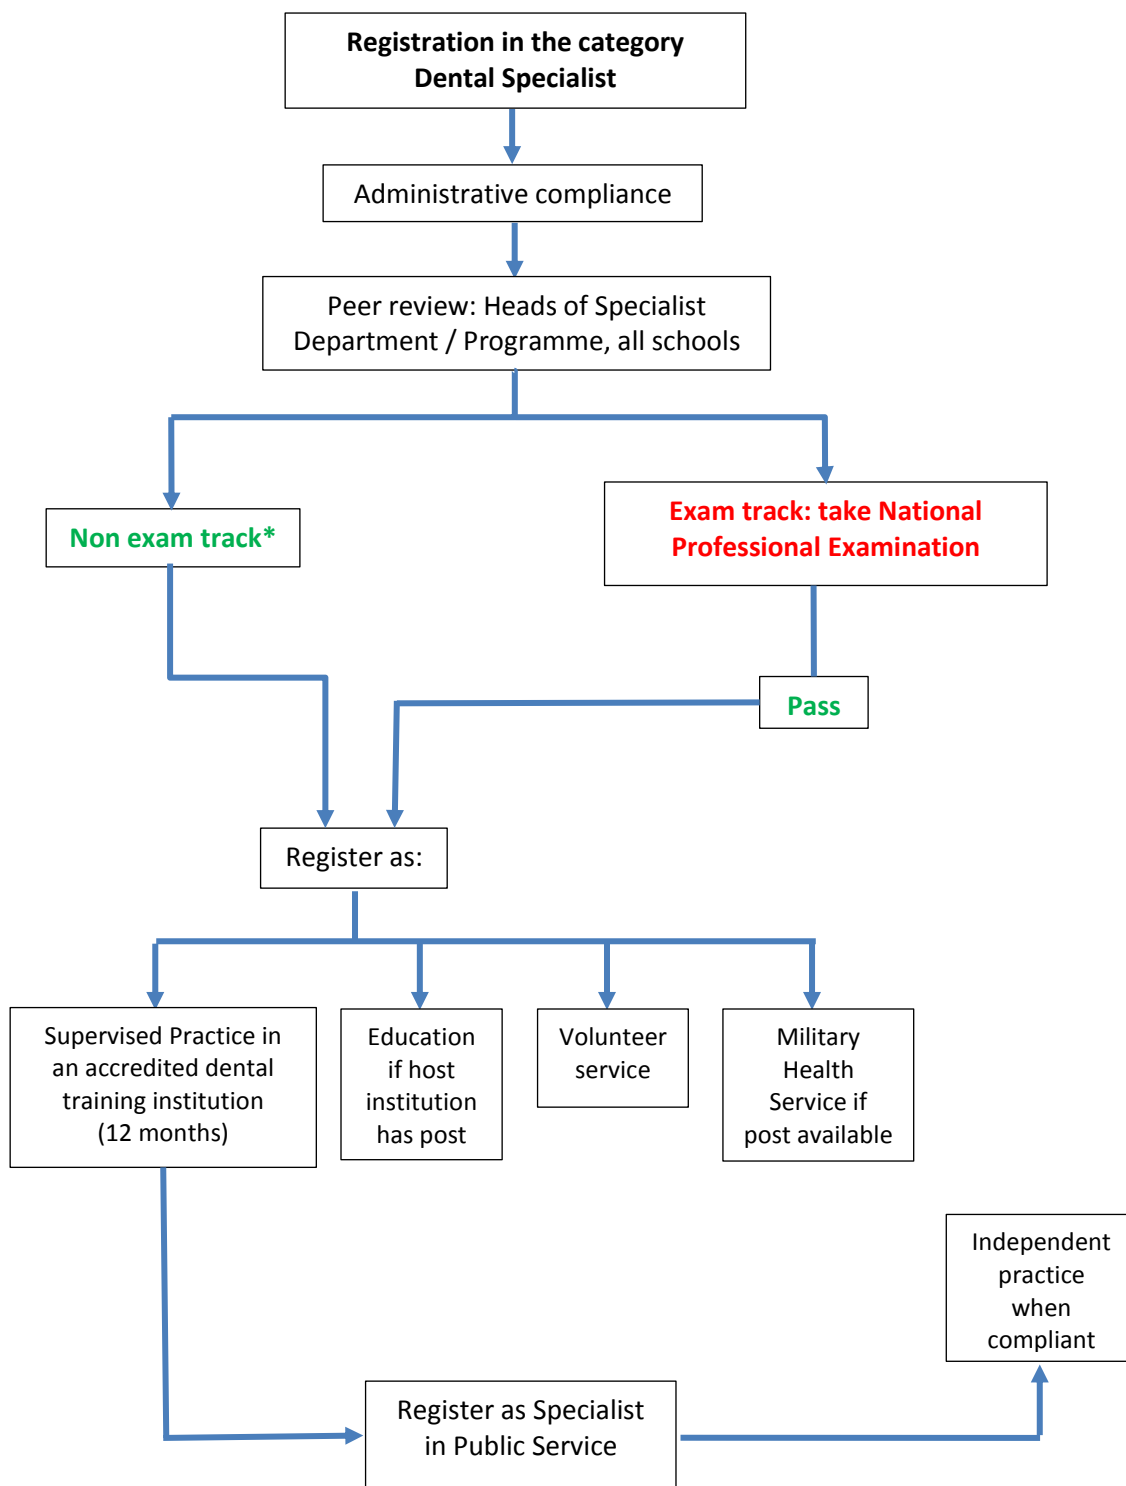 Registration in the category
Dental Specialist
Administrative compliance
Peer review: Heads of Specialist
Department / Programme, all schools
Non exam track*
Exam track: take National
Professional Examination
Pass
Register as:
Supervised Practice in
an accredited dental
training institution
(12 months)
Education
if host
institution
has post
Volunteer
service
Military
Health
Service if
post available
Independent
practice
when
compliant
Register as Specialist
in Public Service